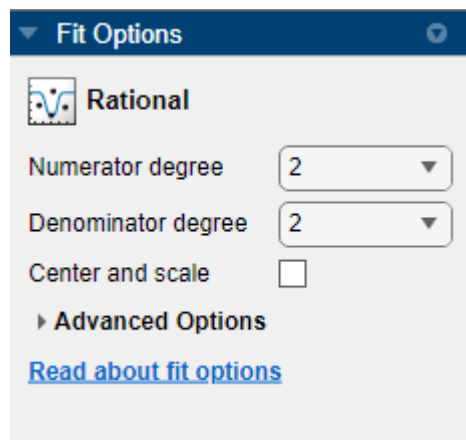 Fit Options
Rational
Numerator degree 2
Denominator degree 2
Center and scale
Advanced Options
Read about fit options